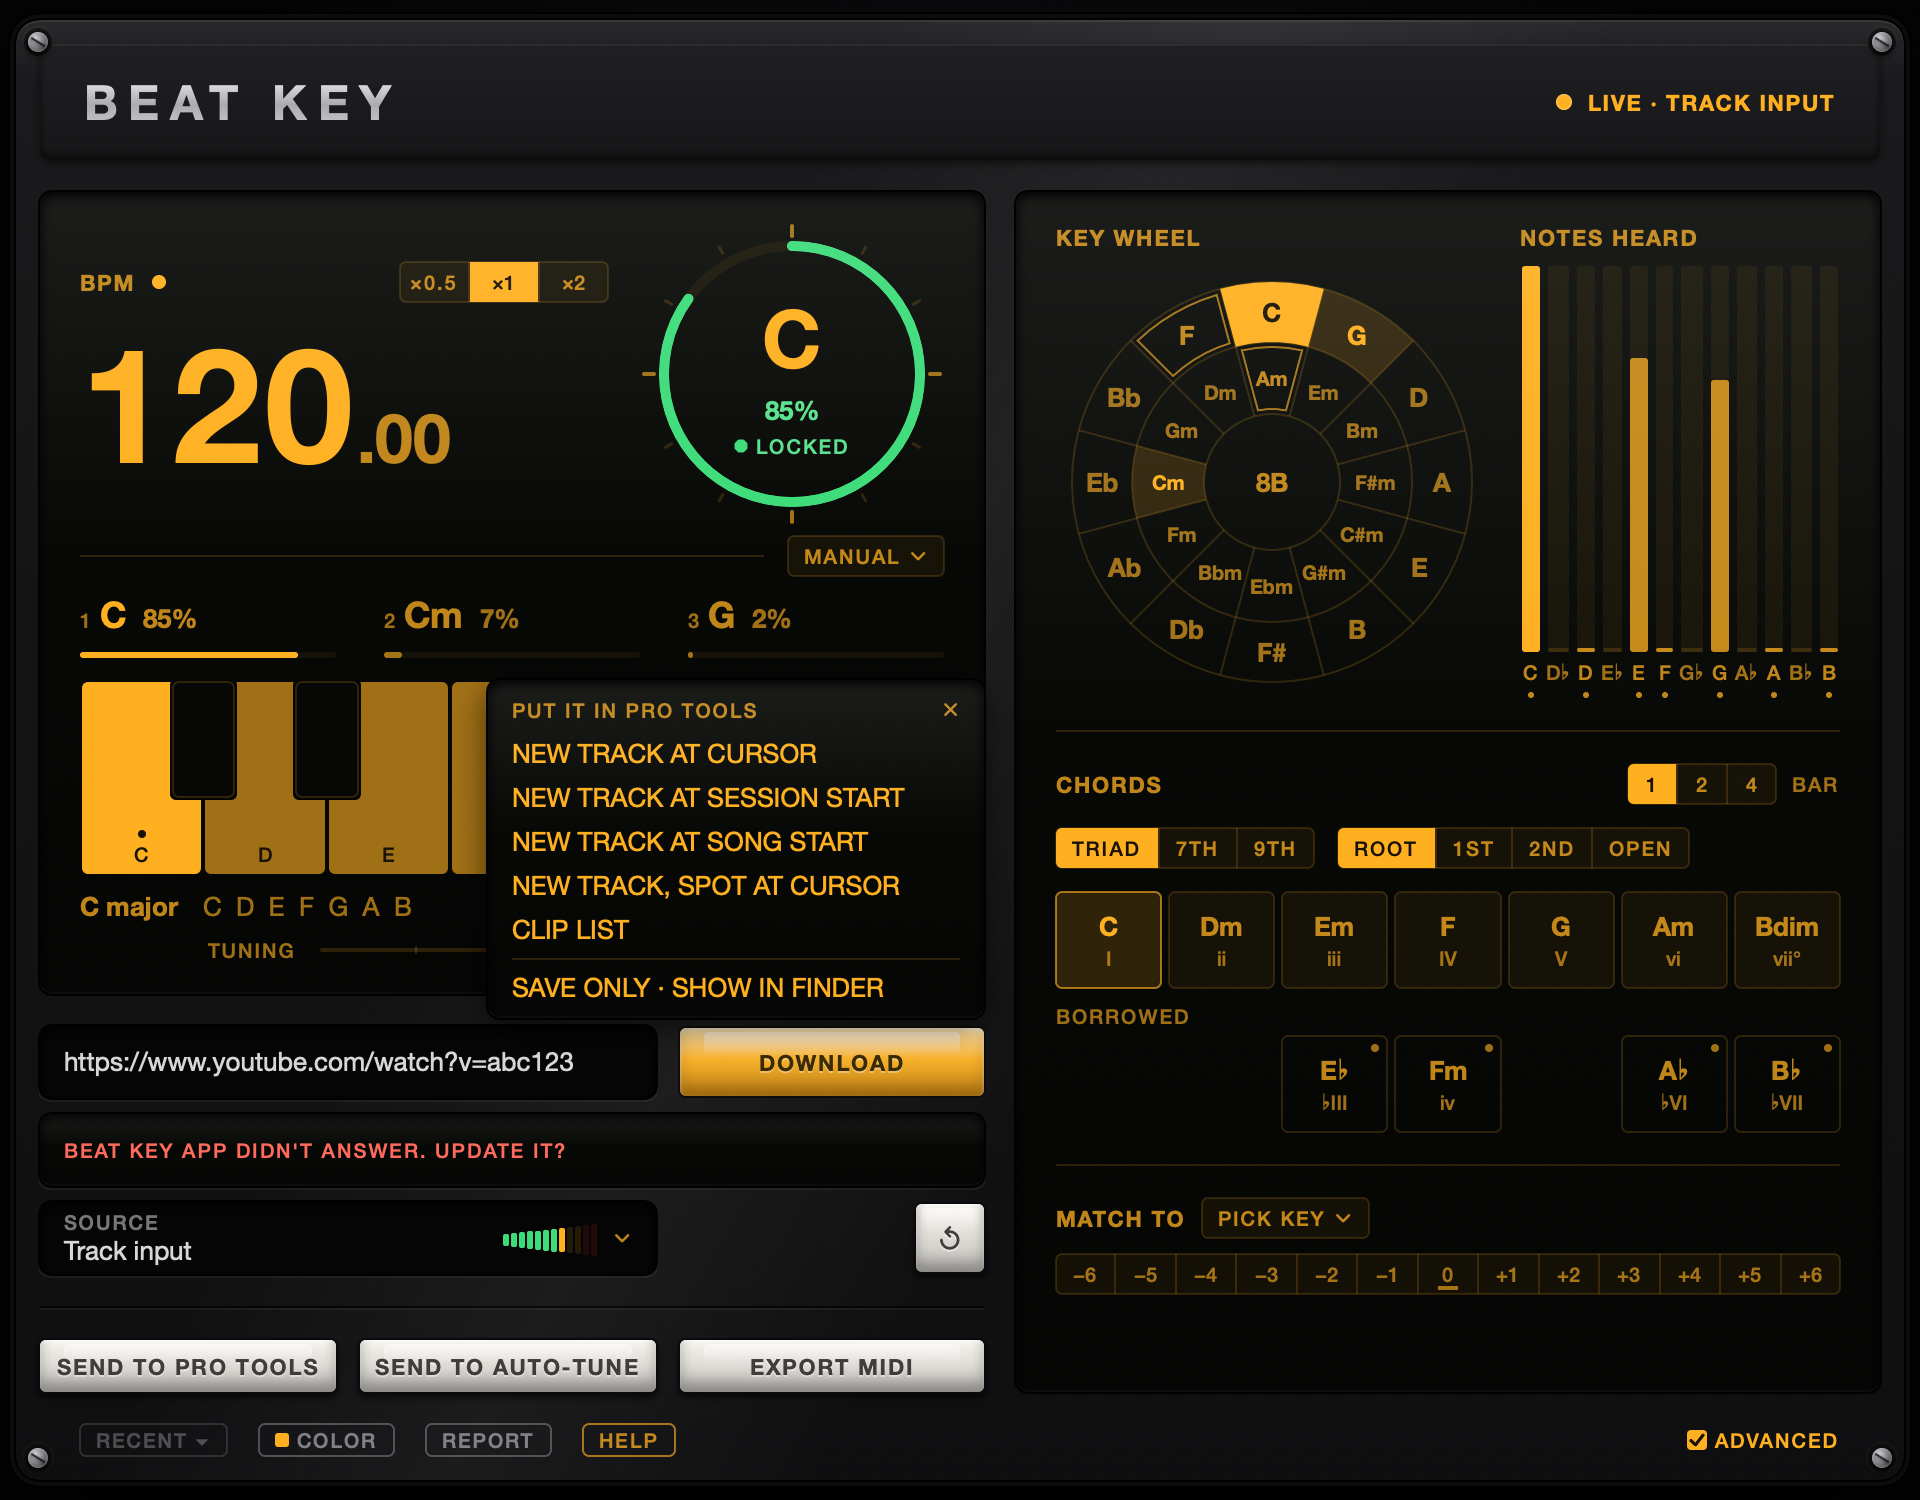 BEAT KEY
LIVE · TRACK INPUT
BPM
×0.5 ×1 ×2
120.00
C
85%
LOCKED
MANUAL
1 C 85%
2 Cm 7%
3 G 2%
C D E
C major C D E F G A B
TUNING
PUT IT IN PRO TOOLS ×
NEW TRACK AT CURSOR
NEW TRACK AT SESSION START
NEW TRACK AT SONG START
NEW TRACK, SPOT AT CURSOR
CLIP LIST
SAVE ONLY · SHOW IN FINDER
https://www.youtube.com/watch?v=abc123
DOWNLOAD
BEAT KEY APP DIDN'T ANSWER. UPDATE IT?
SOURCE
Track input
SEND TO PRO TOOLS
SEND TO AUTO-TUNE
EXPORT MIDI
RECENT
COLOR
REPORT
HELP
KEY WHEEL
C
F G
Am
Dm Em
Bb D
Gm Bm
Eb Cm 8B F#m A
Fm C#m
Ab E
Bbm G#m
Ebm
Db B
F#
NOTES HEARD
C D♭ D E♭ E F G♭ G A♭ A B♭ B
CHORDS
1 2 4 BAR
TRIAD 7TH 9TH
ROOT 1ST 2ND OPEN
C Dm Em F G Am Bdim
I ii iii IV V vi vii°
BORROWED
E♭ Fm A♭ B♭
♭III iv ♭VI ♭VII
MATCH TO PICK KEY
−6 −5 −4 −3 −2 −1 0 +1 +2 +3 +4 +5 +6
ADVANCED